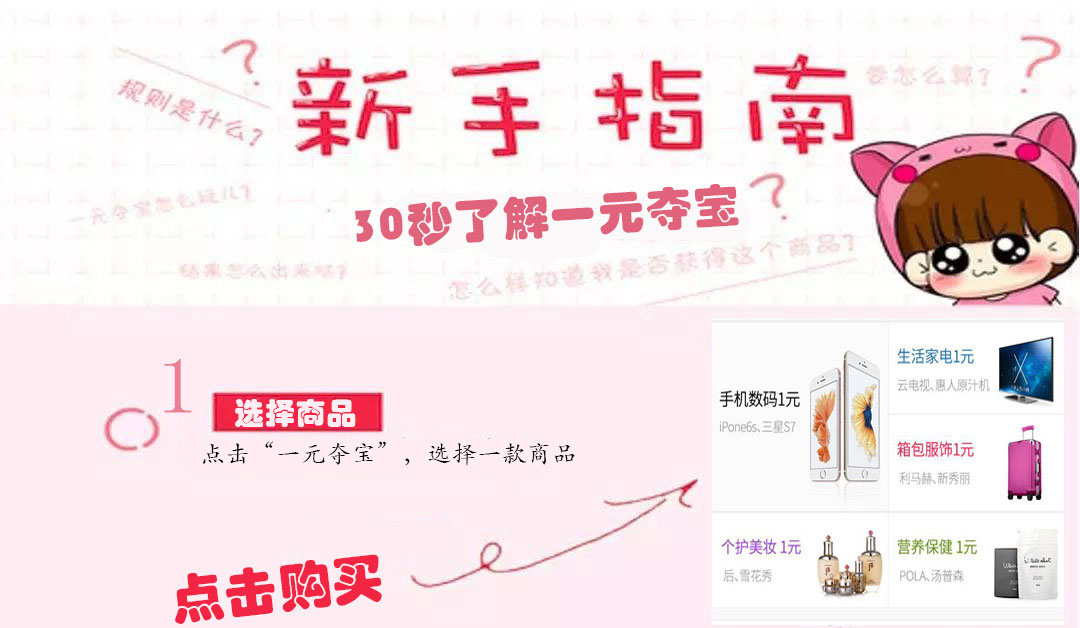 新手指南
规则是什么?
会怎么算?
30秒了解一元夺宝
一元夺宝怎么玩儿?
结果怎么出来哒?
怎么样知道我是否获得这个商品?
01
选择商品
点击“一元夺宝”，选择一款商品
点击购买
手机数码1元
iPone6s、三星S7
生活家电1元
云电视、惠人原汁机
箱包服饰1元
利马赫、新秀丽
个护美妆 1元
后、雪花秀
营养保健 1元
POLA、汤普森